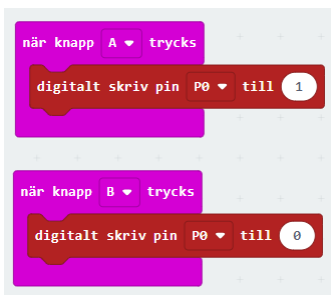 när knapp A trycks
digitalt skriv pin P0 till 1
när knapp B trycks
digitalt skriv pin P0 till 0